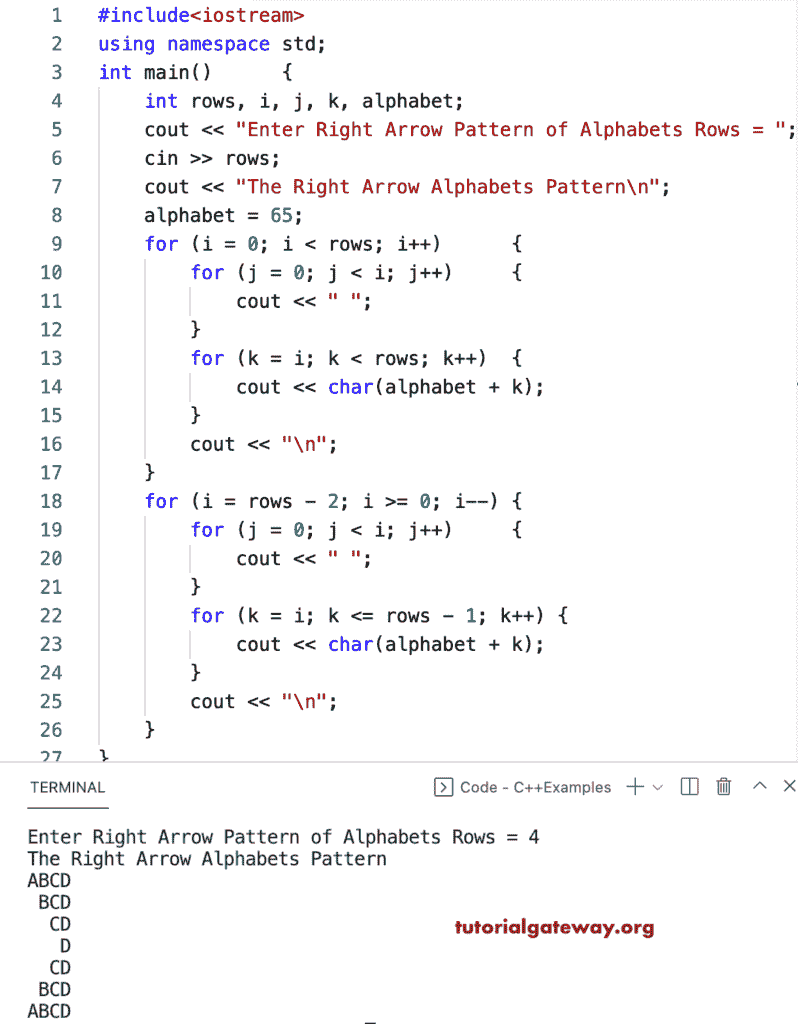 1 #include<iostream>
2 using namespace std;
3 int main()      {
4     int rows, i, j, k, alphabet;
5     cout << "Enter Right Arrow Pattern of Alphabets Rows = ";
6     cin >> rows;
7     cout << "The Right Arrow Alphabets Pattern\n";
8     alphabet = 65;
9     for (i = 0; i < rows; i++)      {
10         for (j = 0; j < i; j++)     {
11             cout << " ";
12         }
13         for (k = i; k < rows; k++)  {
14             cout << char(alphabet + k);
15         }
16         cout << "\n";
17     }
18     for (i = rows - 2; i >= 0; i--) {
19         for (j = 0; j < i; j++)     {
20             cout << " ";
21         }
22         for (k = i; k <= rows - 1; k++) {
23             cout << char(alphabet + k);
24         }
25         cout << "\n";
26     }
27 }
TERMINAL Code - C++Examples
Enter Right Arrow Pattern of Alphabets Rows = 4
The Right Arrow Alphabets Pattern
ABCD
 BCD
  CD
tutorialgateway.org
   D
  CD
 BCD
ABCD